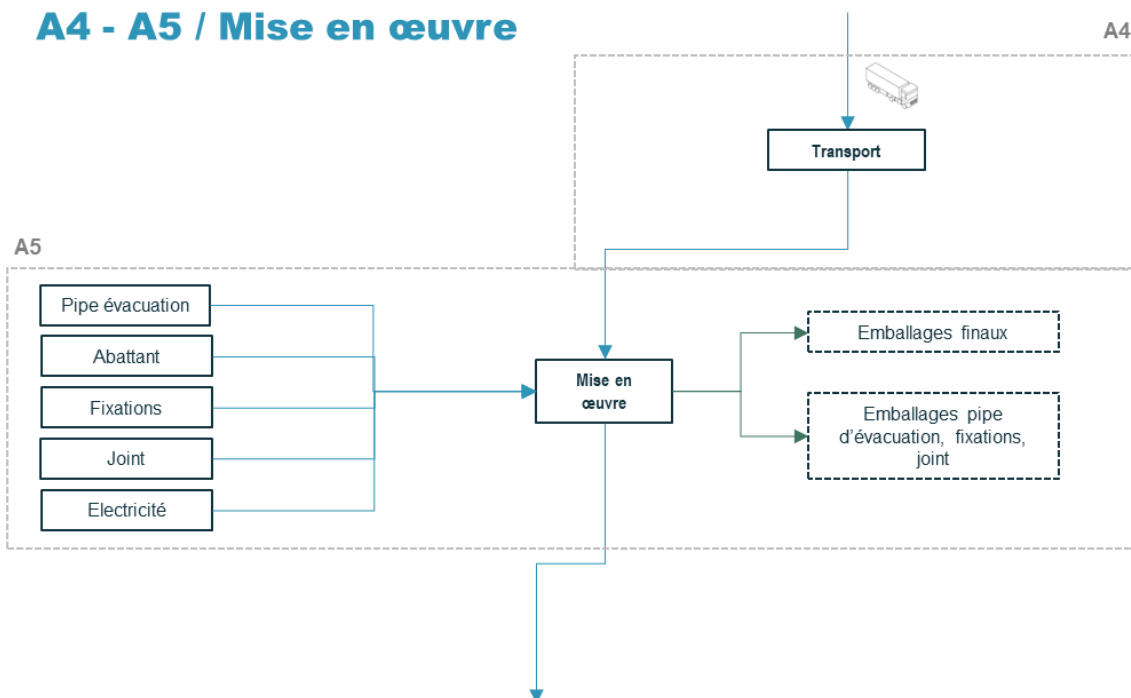 A4 - A5 / Mise en œuvre
A4
Transport
A5
Pipe évacuation
Abattant
Fixations
Joint
Electricité
Mise en
œuvre
Emballages finaux
Emballages pipe
d’évacuation, fixations,
joint